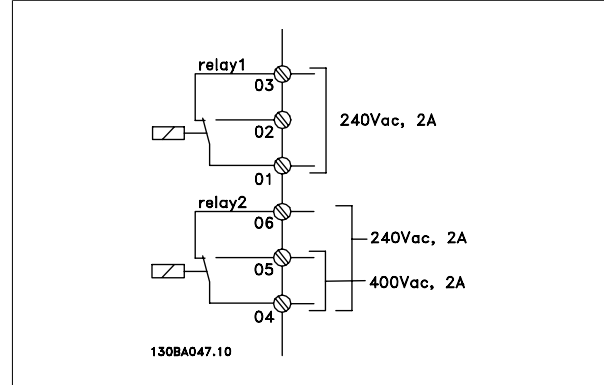 relay1
03
02
240Vac, 2A
01
relay2
06
240Vac, 2A
05
400Vac, 2A
04
130BA047.10